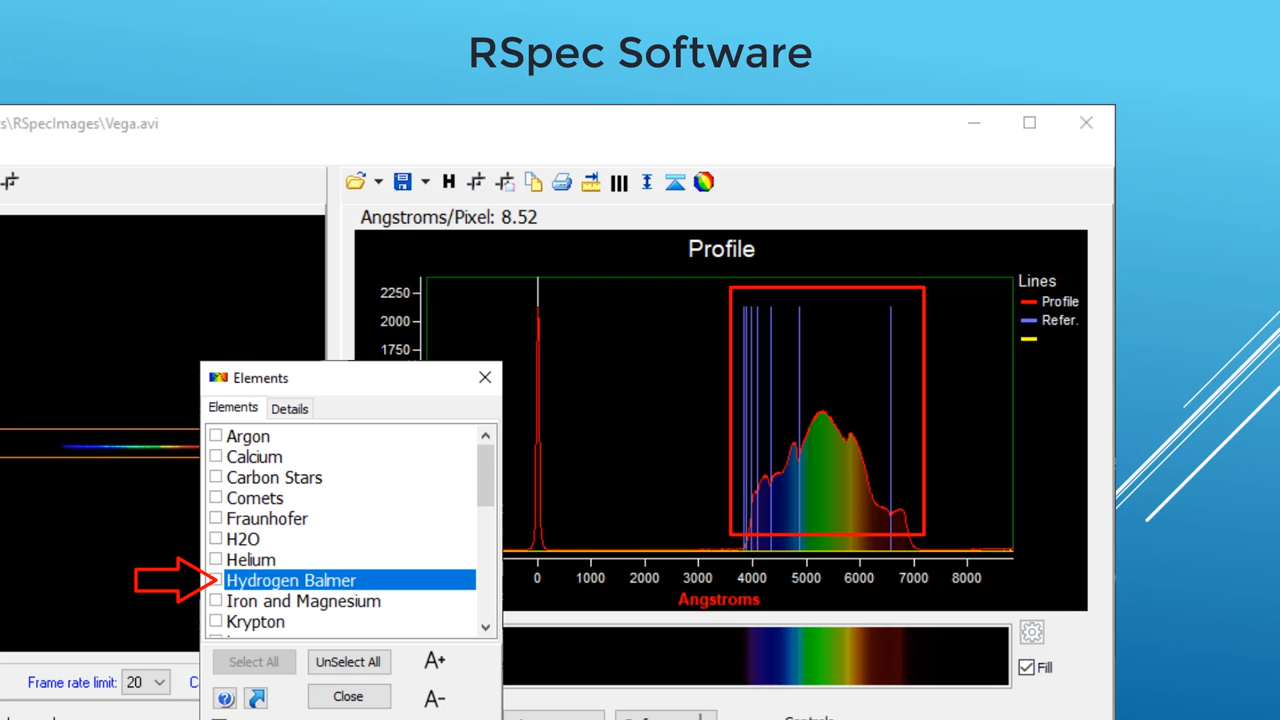 RSpec Software
s\RSpecImages\Vega.avi
H
Angstroms/Pixel: 8.52
Profile
2250
2000
1750
Lines
Profile
Refer.
0 1000 2000 3000 4000 5000 6000 7000 8000
Angstroms
Elements
Elements Details
Argon
Calcium
Carbon Stars
Comets
Fraunhofer
H2O
Helium
Hydrogen Balmer
Iron and Magnesium
Krypton
Select All UnSelect All A+
Close A-
Frame rate limit: 20
Fill